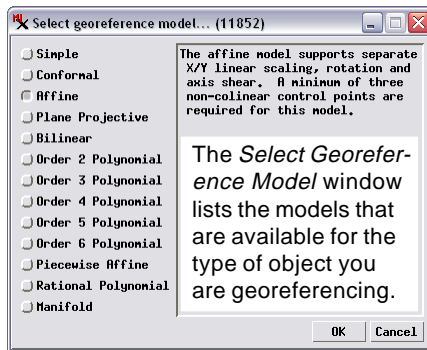 Select georeference model... (11852)
Simple
Conformal
Affine
Plane Projective
Bilinear
Order 2 Polynomial
Order 3 Polynomial
Order 4 Polynomial
Order 5 Polynomial
Order 6 Polynomial
Piecewise Affine
Rational Polynomial
Manifold
The affine model supports separate
X/Y linear scaling, rotation and
axis shear. A minimum of three
non-colinear control points are
required for this model.
The Select Georefer-
ence Model window
lists the models that
are available for the
type of object you
are georeferencing.
OK Cancel